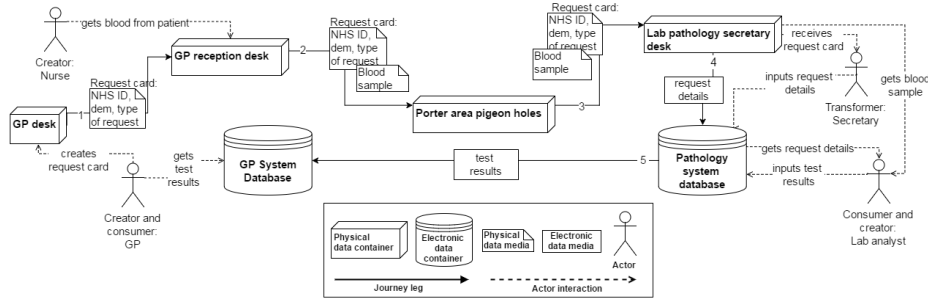 gets blood from patient
Creator:
Nurse
GP reception desk
2
Request card:
NHS ID,
dem, type
of request
Blood
sample
Request card:
NHS ID,
dem, type
of request
Blood
sample
Lab pathology secretary
desk
receives
request card
4
Request card:
NHS ID,
dem, type
of request
1
GP desk
Porter area pigeon holes
3
request
details
inputs request
details
Transformer:
Secretary
gets blood
sample
creates
request card
gets
test
results
GP System
Database
test
results
5
Pathology
system
database
gets request details
inputs test
results
Creator and
consumer:
GP
Consumer and
creator:
Lab analyst
Physical
data container
Electronic
data
container
Physical
data media
Electronic
data media
Actor
Journey leg
Actor interaction